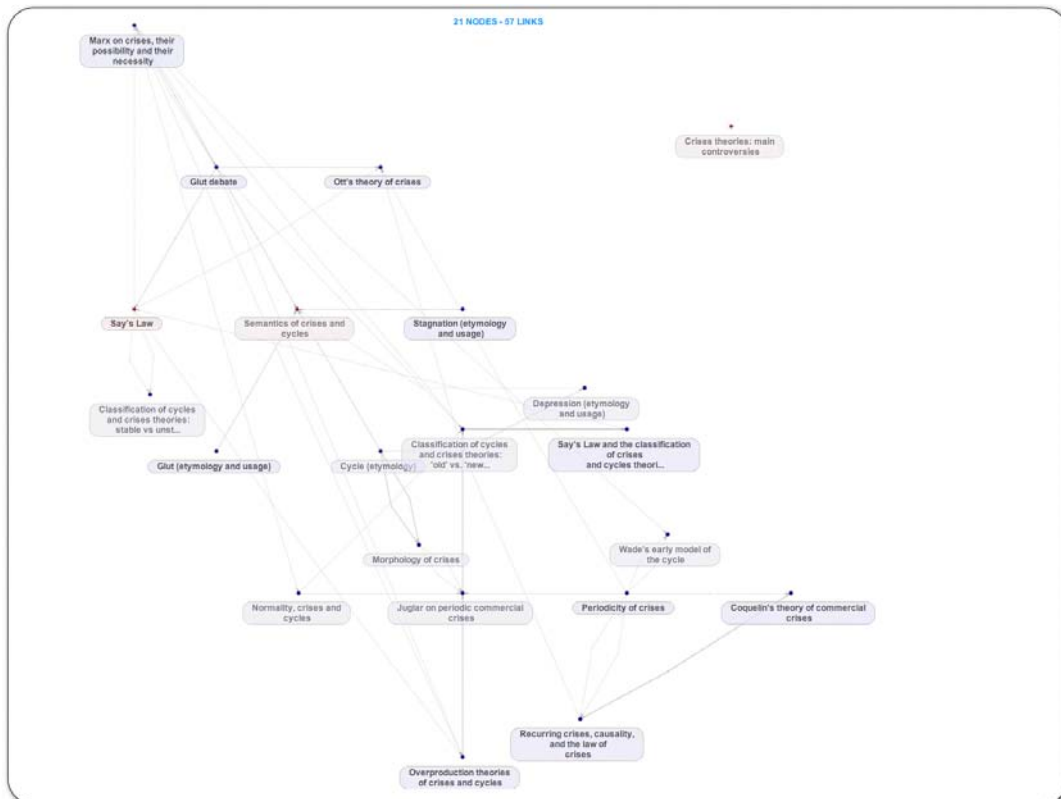 21 NODES - 57 LINKS
Marx on crises, their
possibility and their
necessity
Crises theories: main
controversies
Glut debate
Ott's theory of crises
Say's Law
Semantics of crises and
cycles
Stagnation (etymology
and usage)
Depression (etymology
and usage)
Classification of cycles
and crises theories:
stable vs unst...
Classification of cycles
and crises theories:
'old' vs. 'new...
Say's Law and the classification
of crises
and cycles theori...
Glut (etymology and usage)
Cycle (etymology)
Morphology of crises
Wade's early model of
the cycle
Normality, crises and
cycles
Juglar on periodic commercial
crises
Periodicity of crises
Coquelin's theory of commercial
crises
Recurring crises, causality,
and the law of
crises
Overproduction theories
of crises and cycles